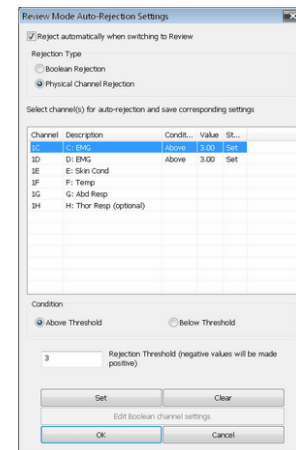 Review Mode Auto-Rejection Settings
Reject automatically when switching to Review
Rejection Type
Boolean Rejection
Physical Channel Rejection
Select channel(s) for auto-rejection and save corresponding settings
Channel Description Condit... Value St...
1C C: EMG Above 3.00 Set
1D D: EMG Above 3.00 Set
1E E: Skin Cond
1F F: Temp
1G G: Abd Resp
1H H: Thor Resp (optional)
Condition
Above Threshold Below Threshold
3 Rejection Threshold (negative values will be made
positive)
Set Clear
Edit Boolean channel settings
OK Cancel